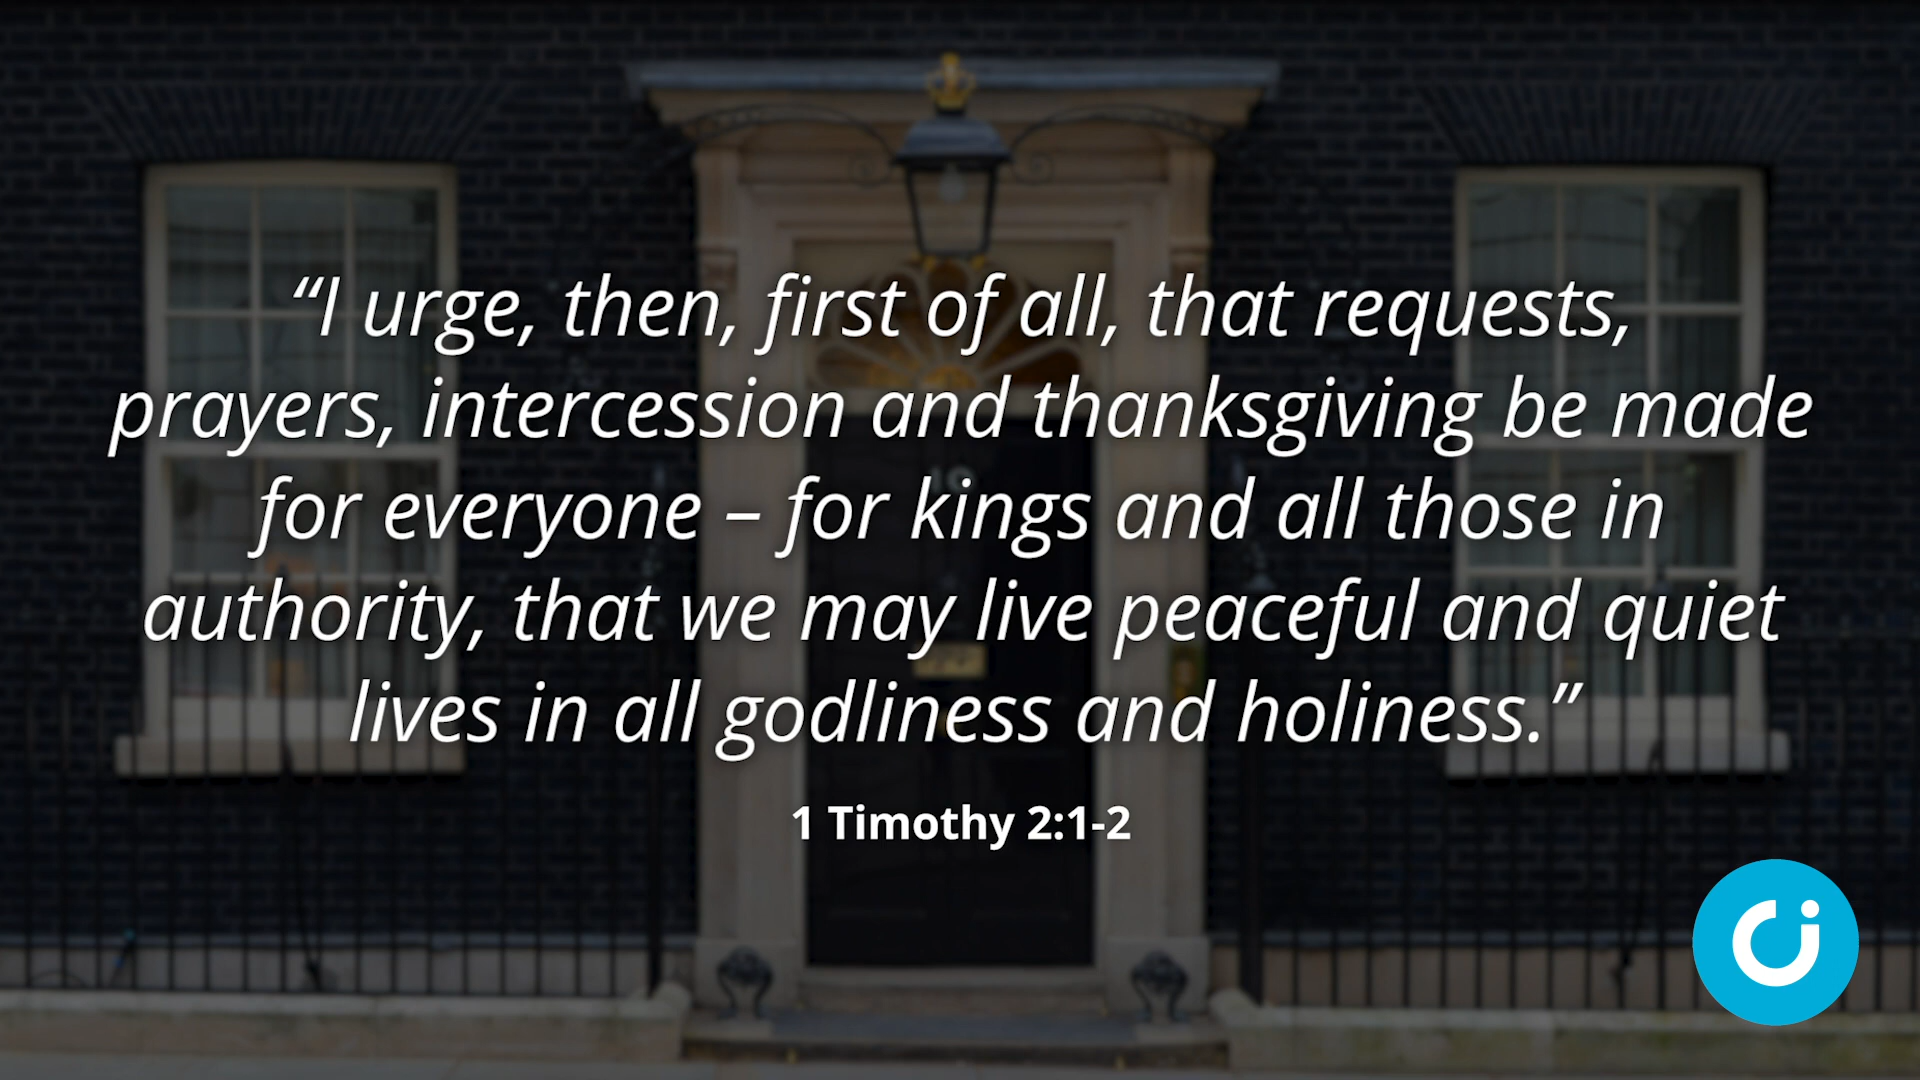 “I urge, then, first of all, that requests,
prayers, intercession and thanksgiving be made
for everyone – for kings and all those in
authority, that we may live peaceful and quiet
lives in all godliness and holiness.”
1 Timothy 2:1-2
10